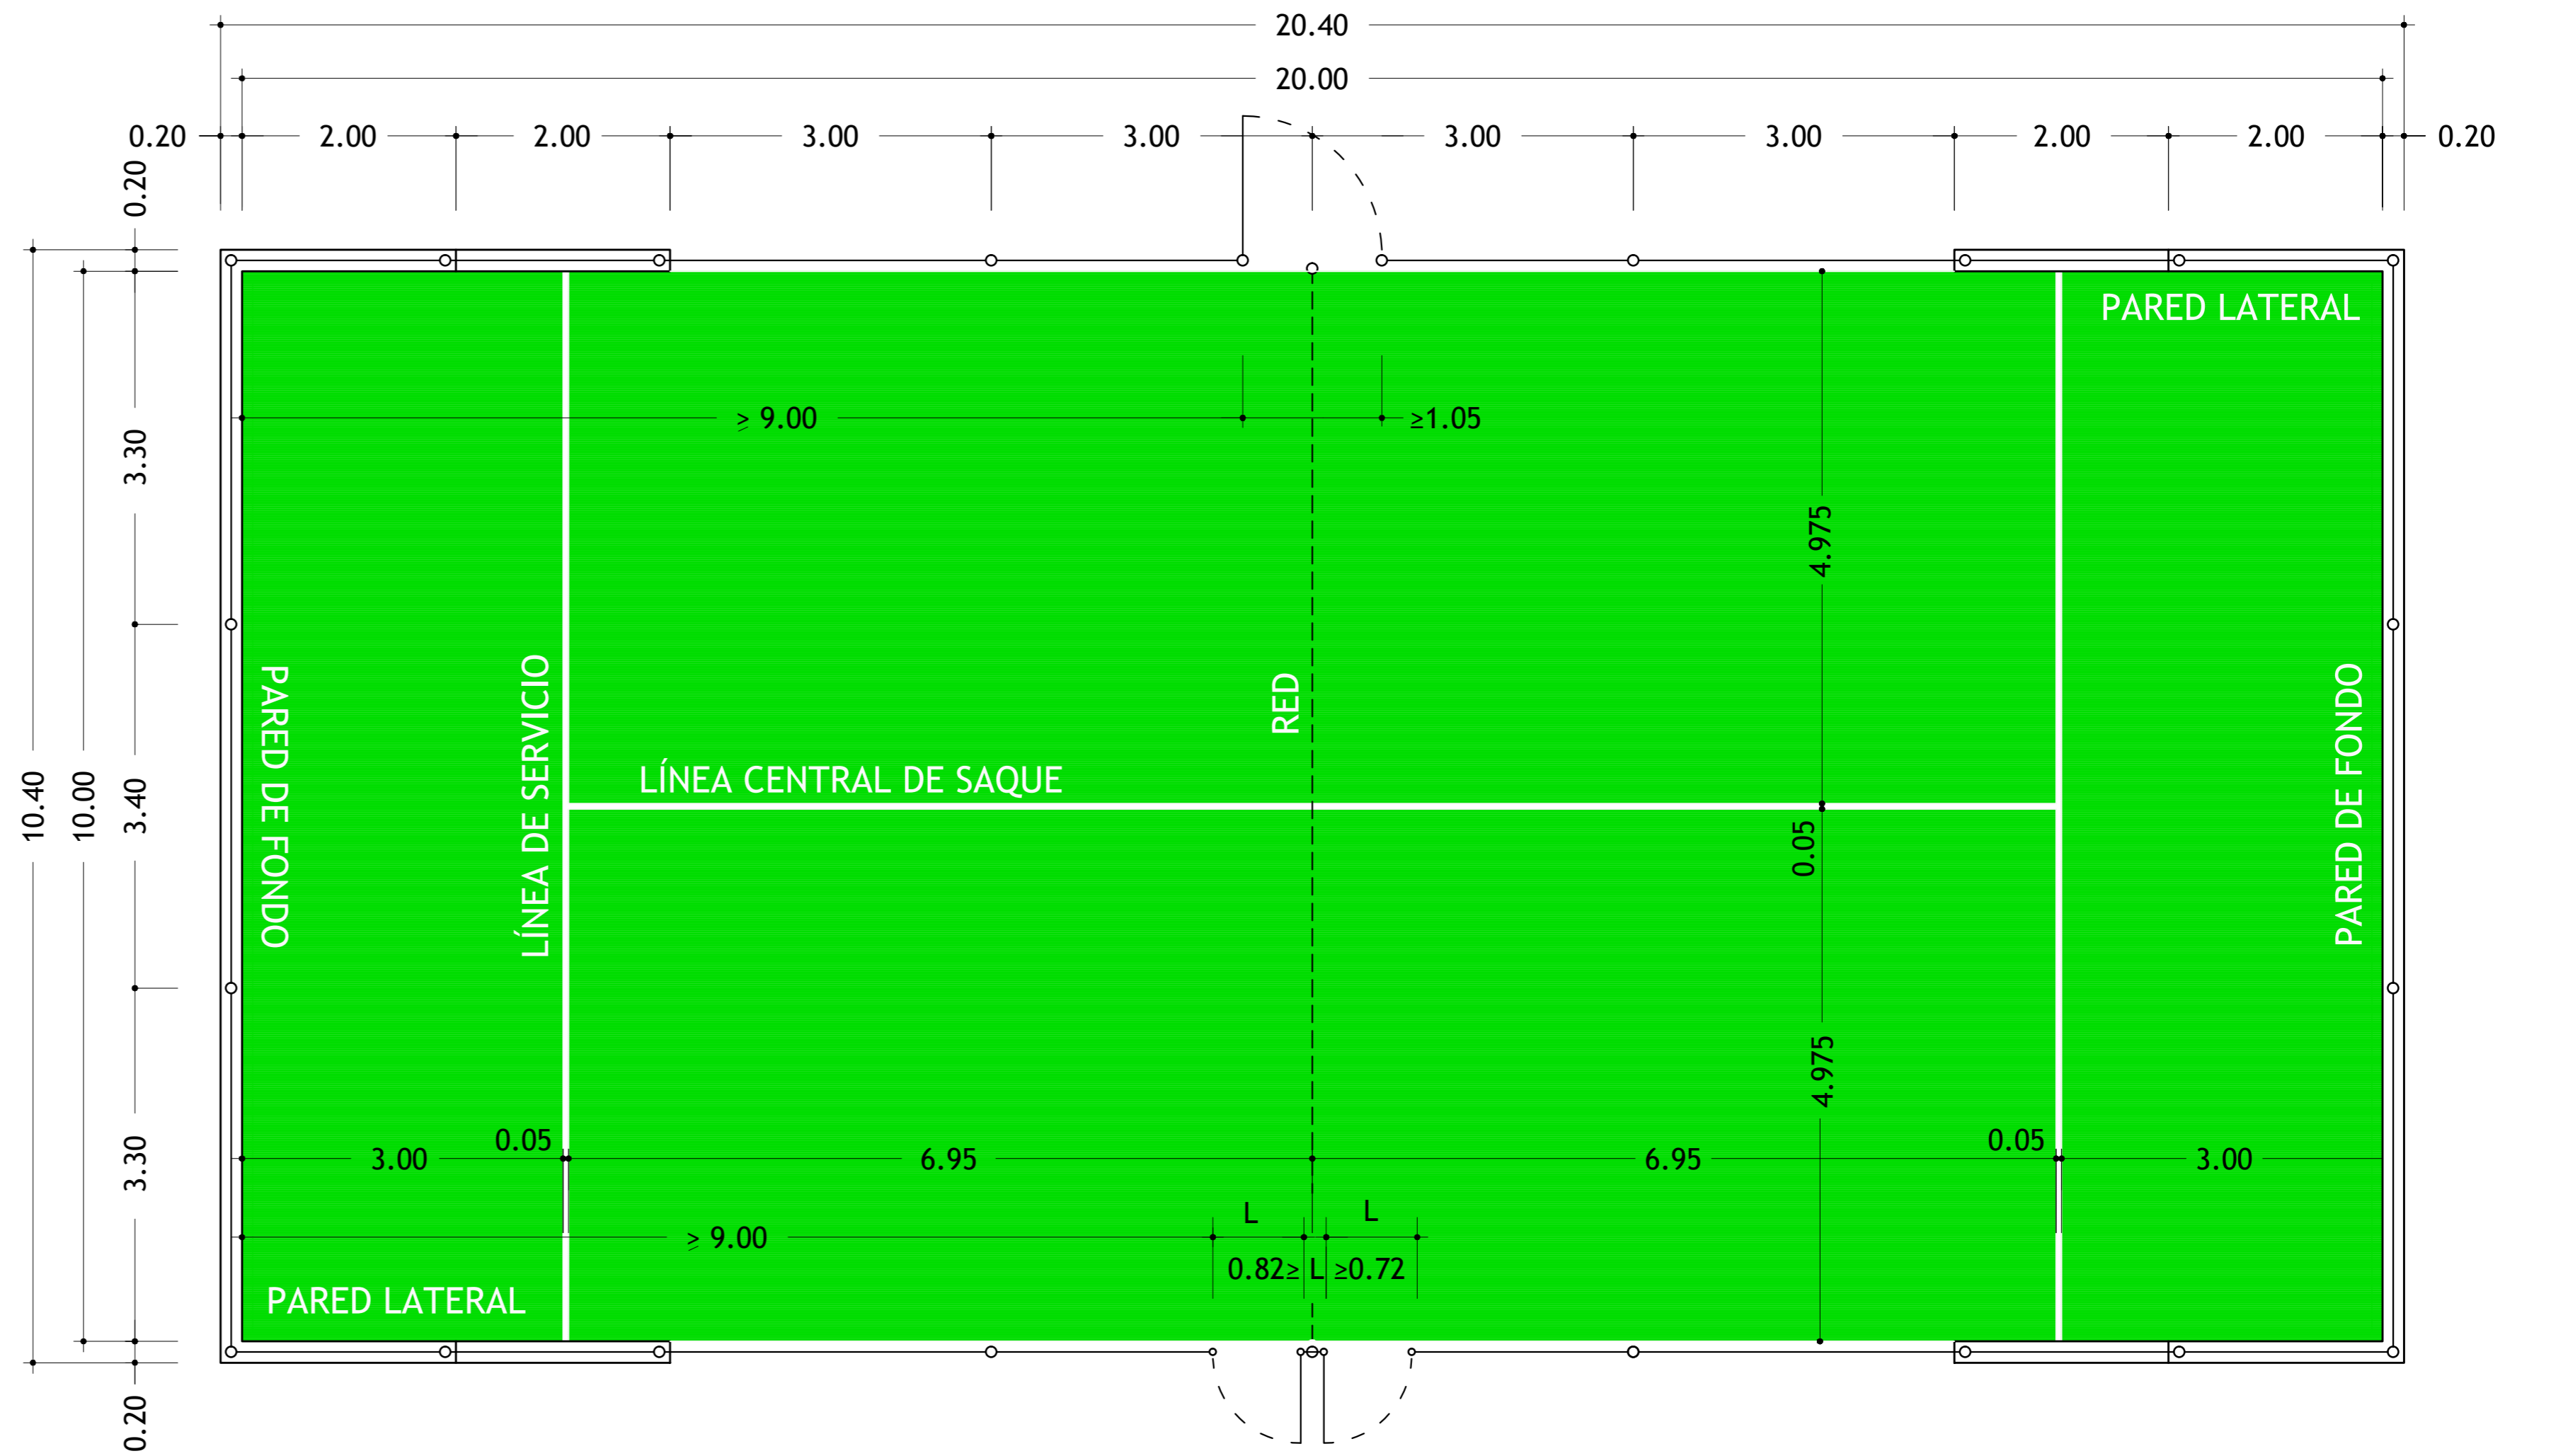 20.40
20.00
0.20 2.00 2.00 3.00 3.00 3.00 3.00 2.00 2.00 0.20
0.20
PARED LATERAL
≥ 9.00 ≥1.05
3.30
4.975
RED
PARED DE FONDO
LÍNEA DE SERVICIO
PARED DE FONDO
LÍNEA CENTRAL DE SAQUE
10.40
10.00
3.40
0.05
4.975
3.30
3.00 0.05 6.95 6.95 0.05 3.00
L L
≥ 9.00
0.82≥ L ≥0.72
PARED LATERAL
0.20